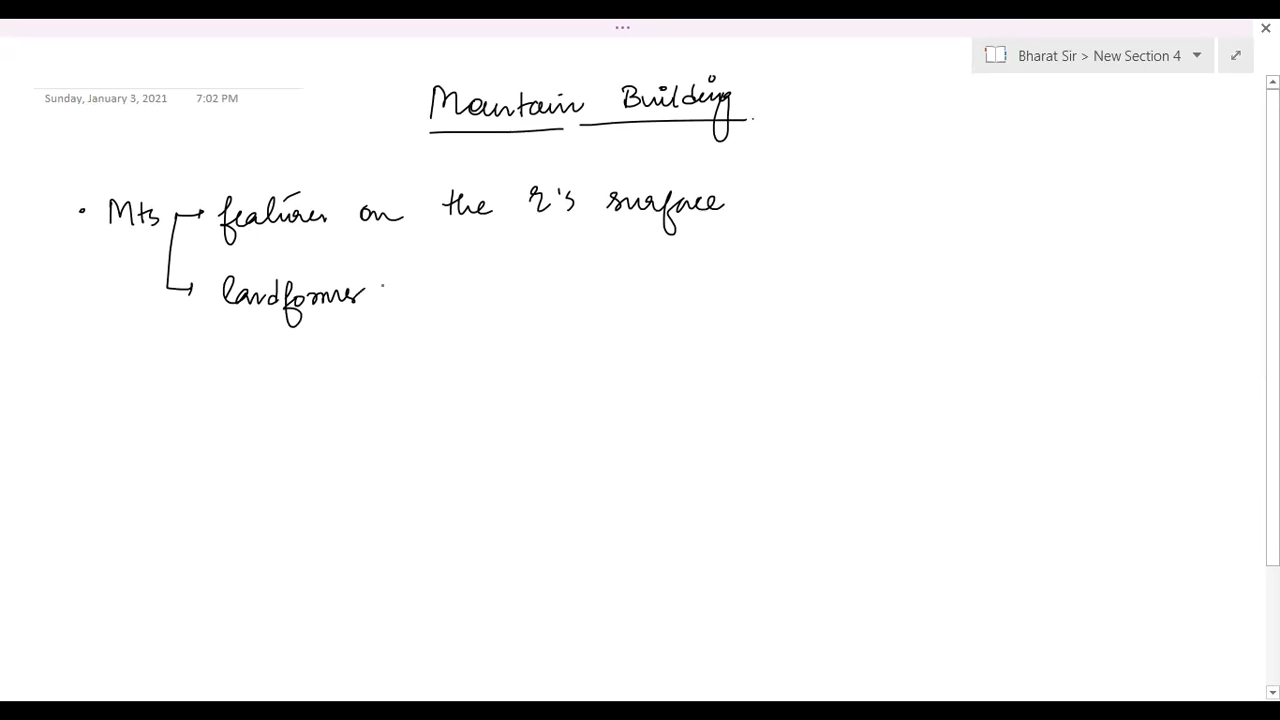 ...
Bharat Sir > New Section 4
Sunday, January 3, 2021 7:02 PM
Mountain Building
• Mts → features on the 's surface
→ landforms